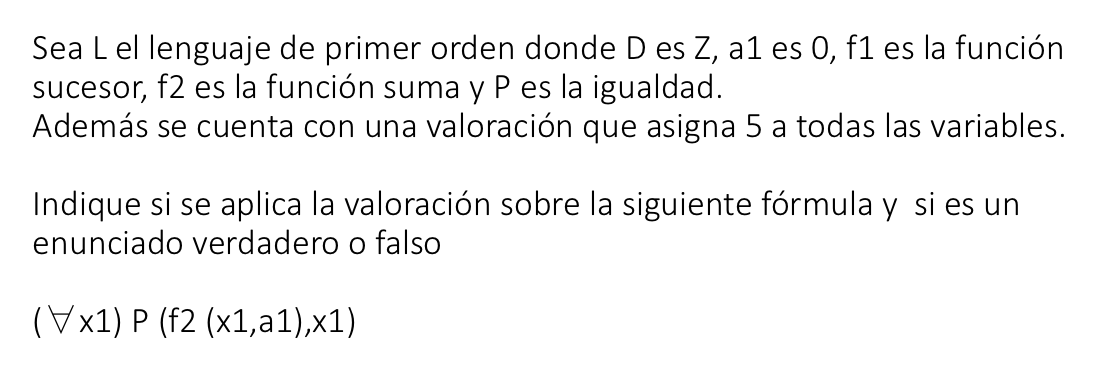 Sea L el lenguaje de primer orden donde D es Z, a1 es 0, f1 es la función
sucesor, f2 es la función suma y P es la igualdad.
Además se cuenta con una valoración que asigna 5 a todas las variables.
Indique si se aplica la valoración sobre la siguiente fórmula y  si es un
enunciado verdadero o falso
(∀x1) P (f2 (x1,a1),x1)